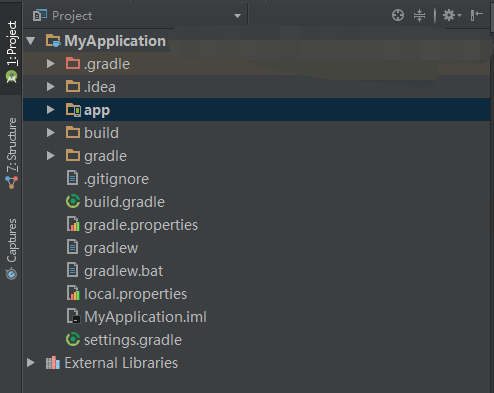 Project
MyApplication
.gradle
.idea
app
build
gradle
.gitignore
build.gradle
gradle.properties
gradlew
gradlew.bat
local.properties
MyApplication.iml
settings.gradle
External Libraries
1: Project
7: Structure
Captures